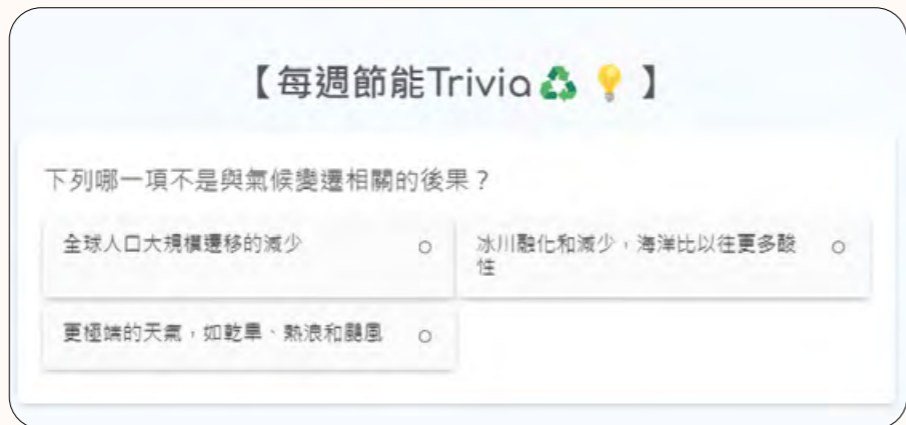 【每週節能Trivia♻️💡】
下列哪一項不是與氣候變遷相關的後果？
全球人口大規模遷移的減少
冰川融化和減少，海洋比以往更多酸
性
更極端的天氣，如乾旱、熱浪和颶風